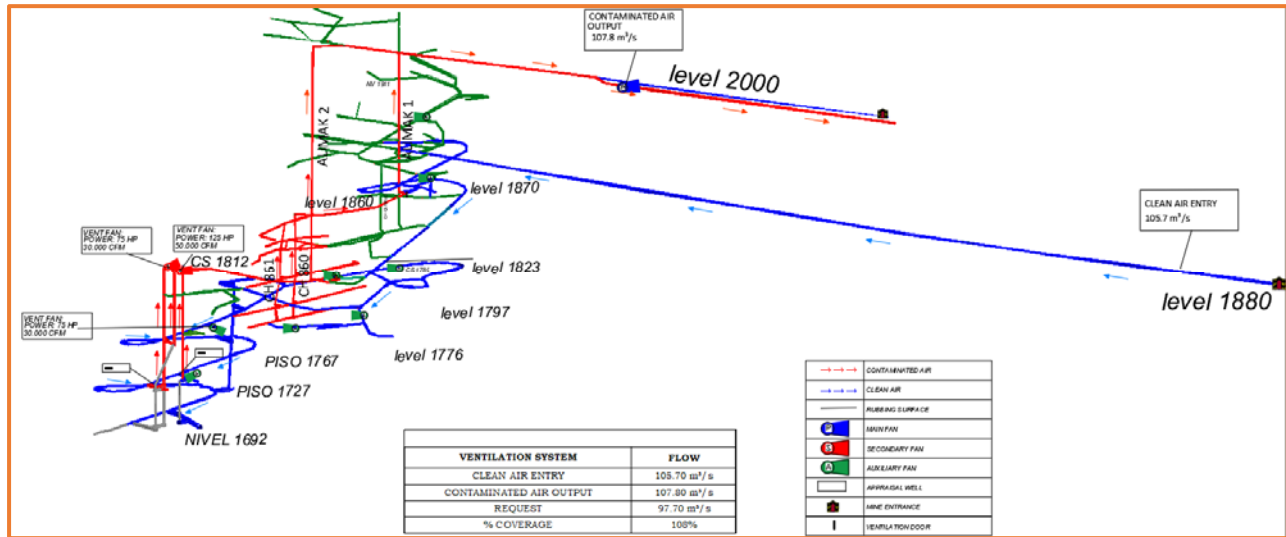 CONTAMINATED AIR
OUTPUT
107.8 m³/s
level 2000
ALIMAK 2
ALIMAK 1
level 1870
level 1860
CLEAN AIR ENTRY
105.7 m³/s
VENT FAN:
POWER: 75 HP
30.000 CFM
VENT FAN:
POWER: 125 HP
50.000 CFM
CS 1812
CH 861
CH 860
level 1823
level 1880
level 1797
VENT FAN:
POWER: 75 HP
30.000 CFM
level 1776
PISO 1767
PISO 1727
NIVEL 1692
VENTILATION SYSTEM FLOW
CLEAN AIR ENTRY 105.70 m³/s
CONTAMINATED AIR OUTPUT 107.80 m³/s
REQUEST 97.70 m³/s
% COVERAGE 108%
CONTAMINATED AIR
CLEAN AIR
RUBBING SURFACE
P MAIN FAN
S SECONDARY FAN
A AUXILIARY FAN
APPRAISAL WELL
MINE ENTRANCE
VENTILATION DOOR